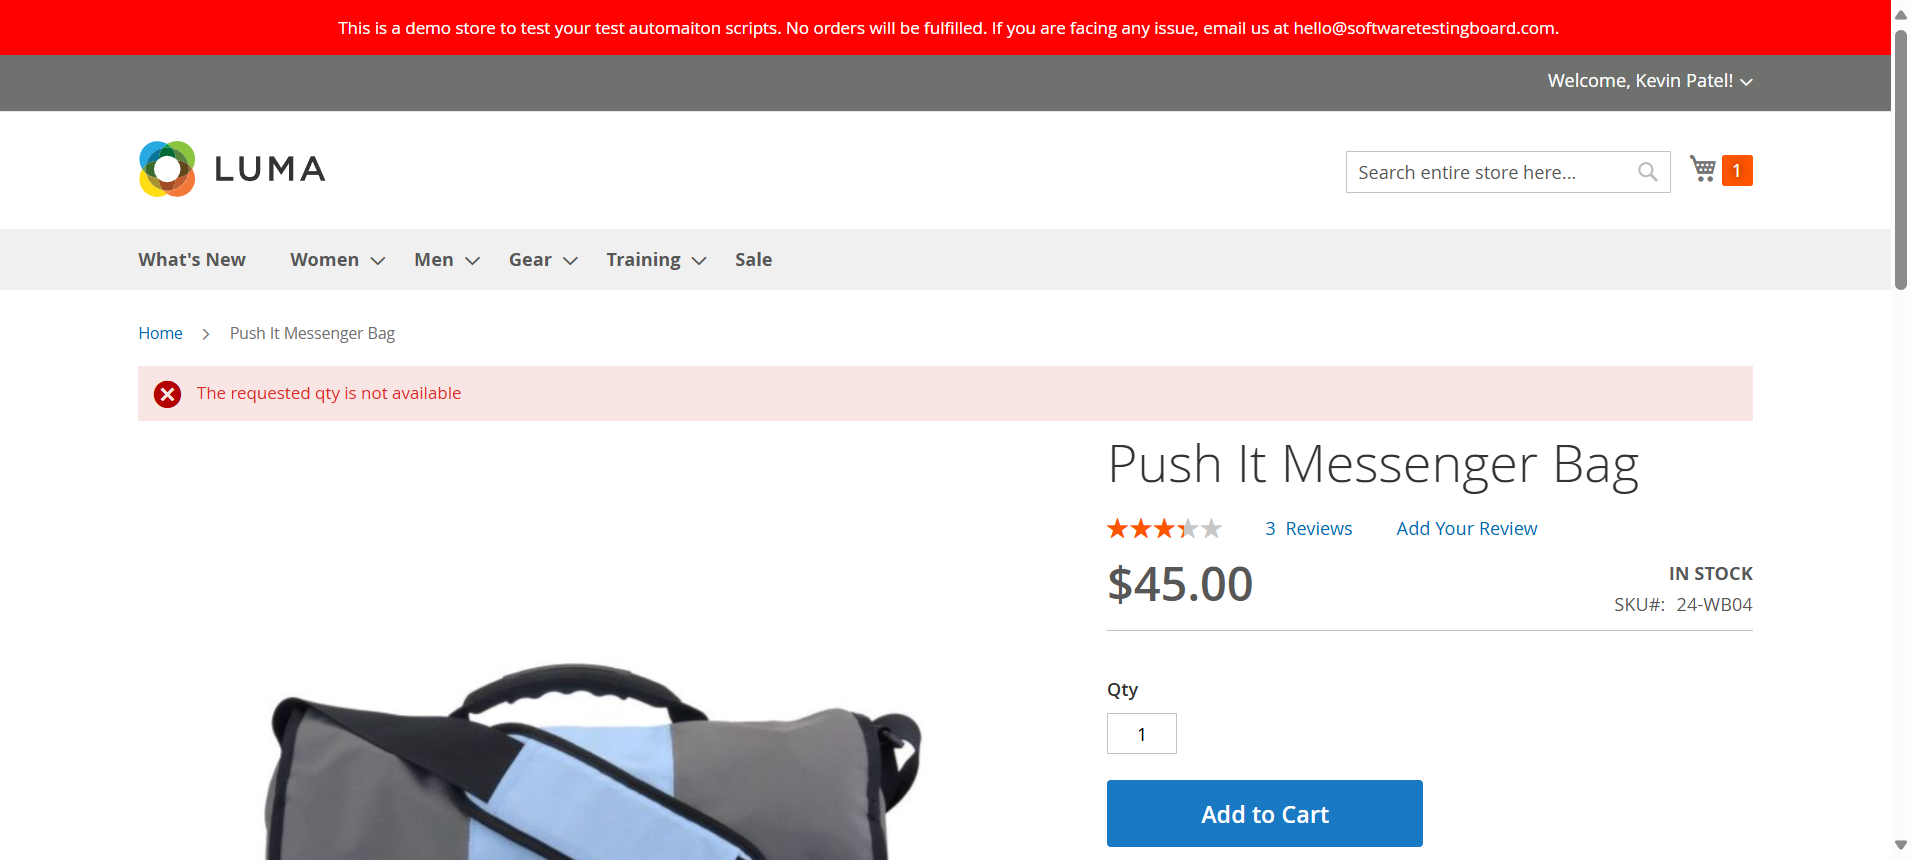 This is a demo store to test your test automaiton scripts. No orders will be fulfilled. If you are facing any issue, email us at hello@softwaretestingboard.com.
Welcome, Kevin Patel!
LUMA
Search entire store here...
1
What's New Women Men Gear Training Sale
Home Push It Messenger Bag
The requested qty is not available
Push It Messenger Bag
3 Reviews Add Your Review
$45.00
IN STOCK
SKU#: 24-WB04
Qty
1
Add to Cart